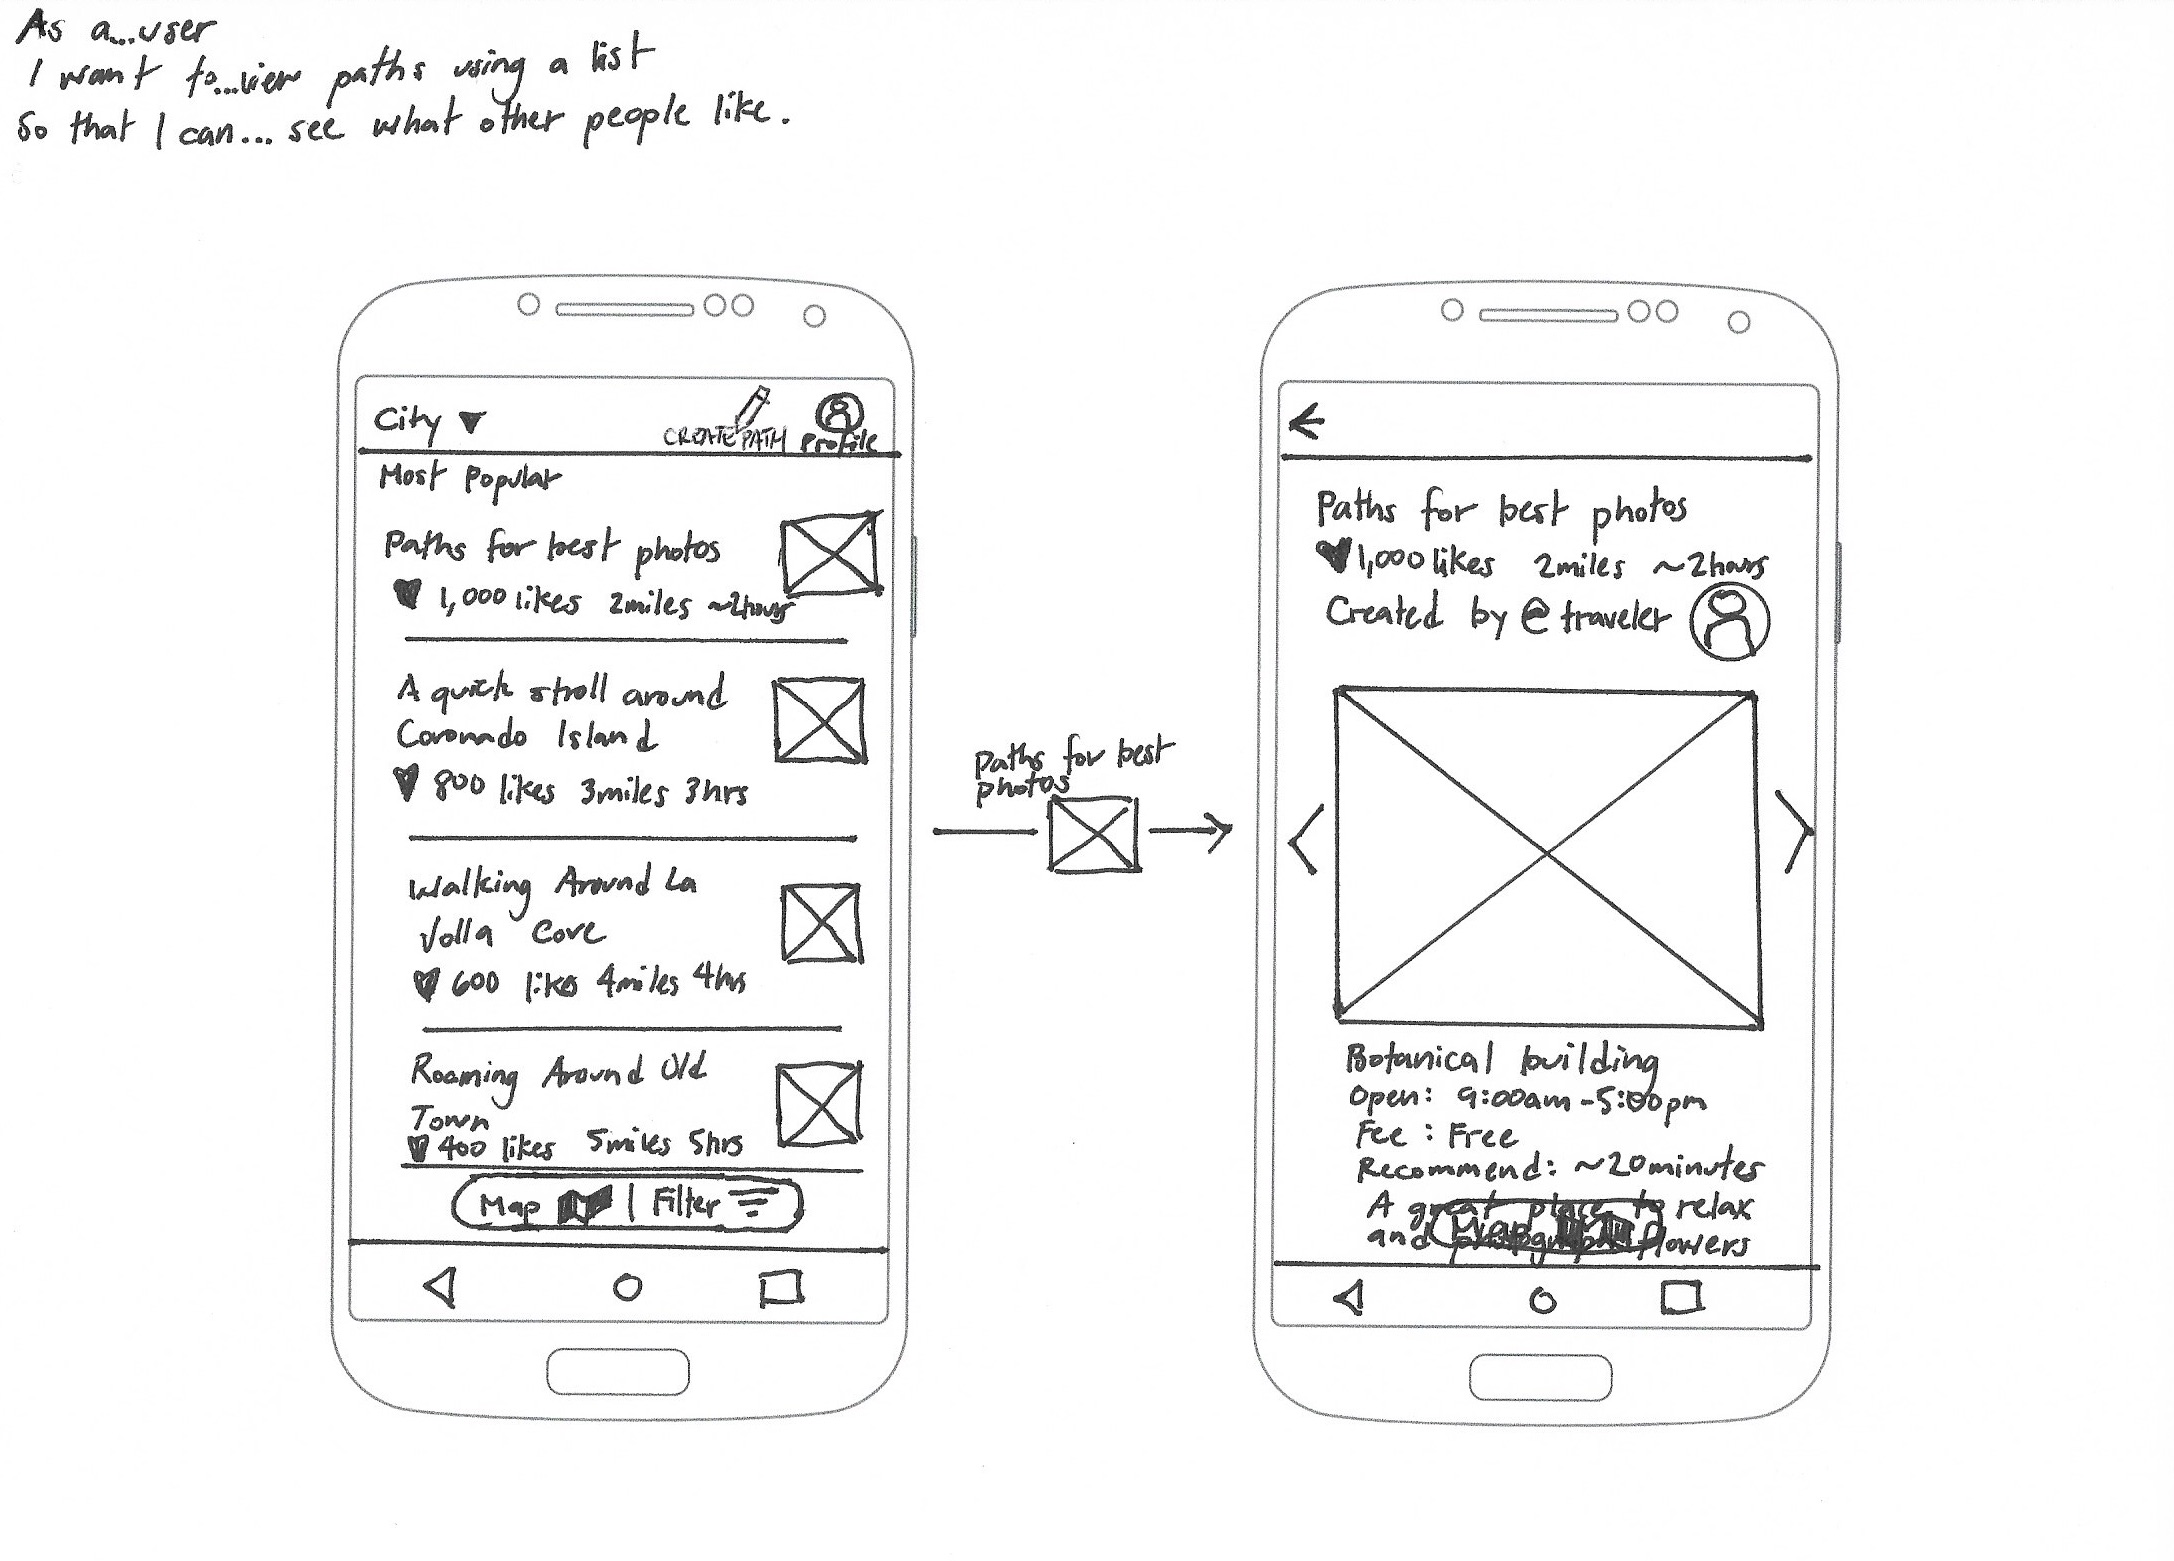 As a...user
I want to...view paths using a list
So that I can... see what other people like.
City
CREATE PATH
Profile
Most Popular
Paths for best photos
1,000 likes 2miles ~2hours
A quick stroll around
Coronado Island
800 likes 3miles 3hrs
Walking Around La
Jolla Cove
600 likes 4miles 4hrs
Roaming Around Old
Town
400 likes 5miles 5hrs
Map | Filter
Paths for best
photos
Paths for best photos
1,000 likes 2miles ~2hours
Created by @traveler
Botanical building
Open: 9:00am-5:00pm
Fee: Free
Recommend: ~20minutes
A great place to relax
and photograph flowers
Map